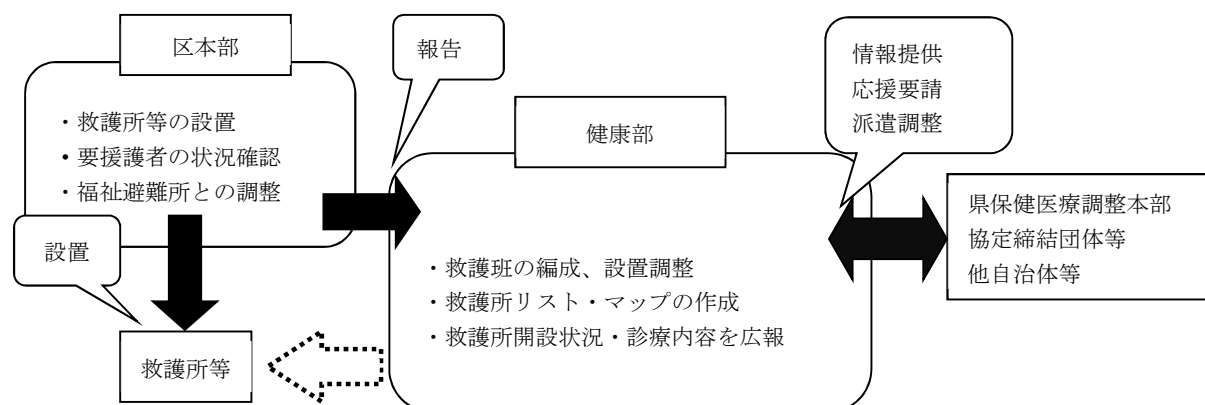 区本部
・救護所等の設置
・要援護者の状況確認
・福祉避難所との調整
設置
救護所等
報告
健康部
・救護班の編成、設置調整
・救護所リスト・マップの作成
・救護所開設状況・診療内容を広報
情報提供
応援要請
派遣調整
県保健医療調整本部
協定締結団体等
他自治体等